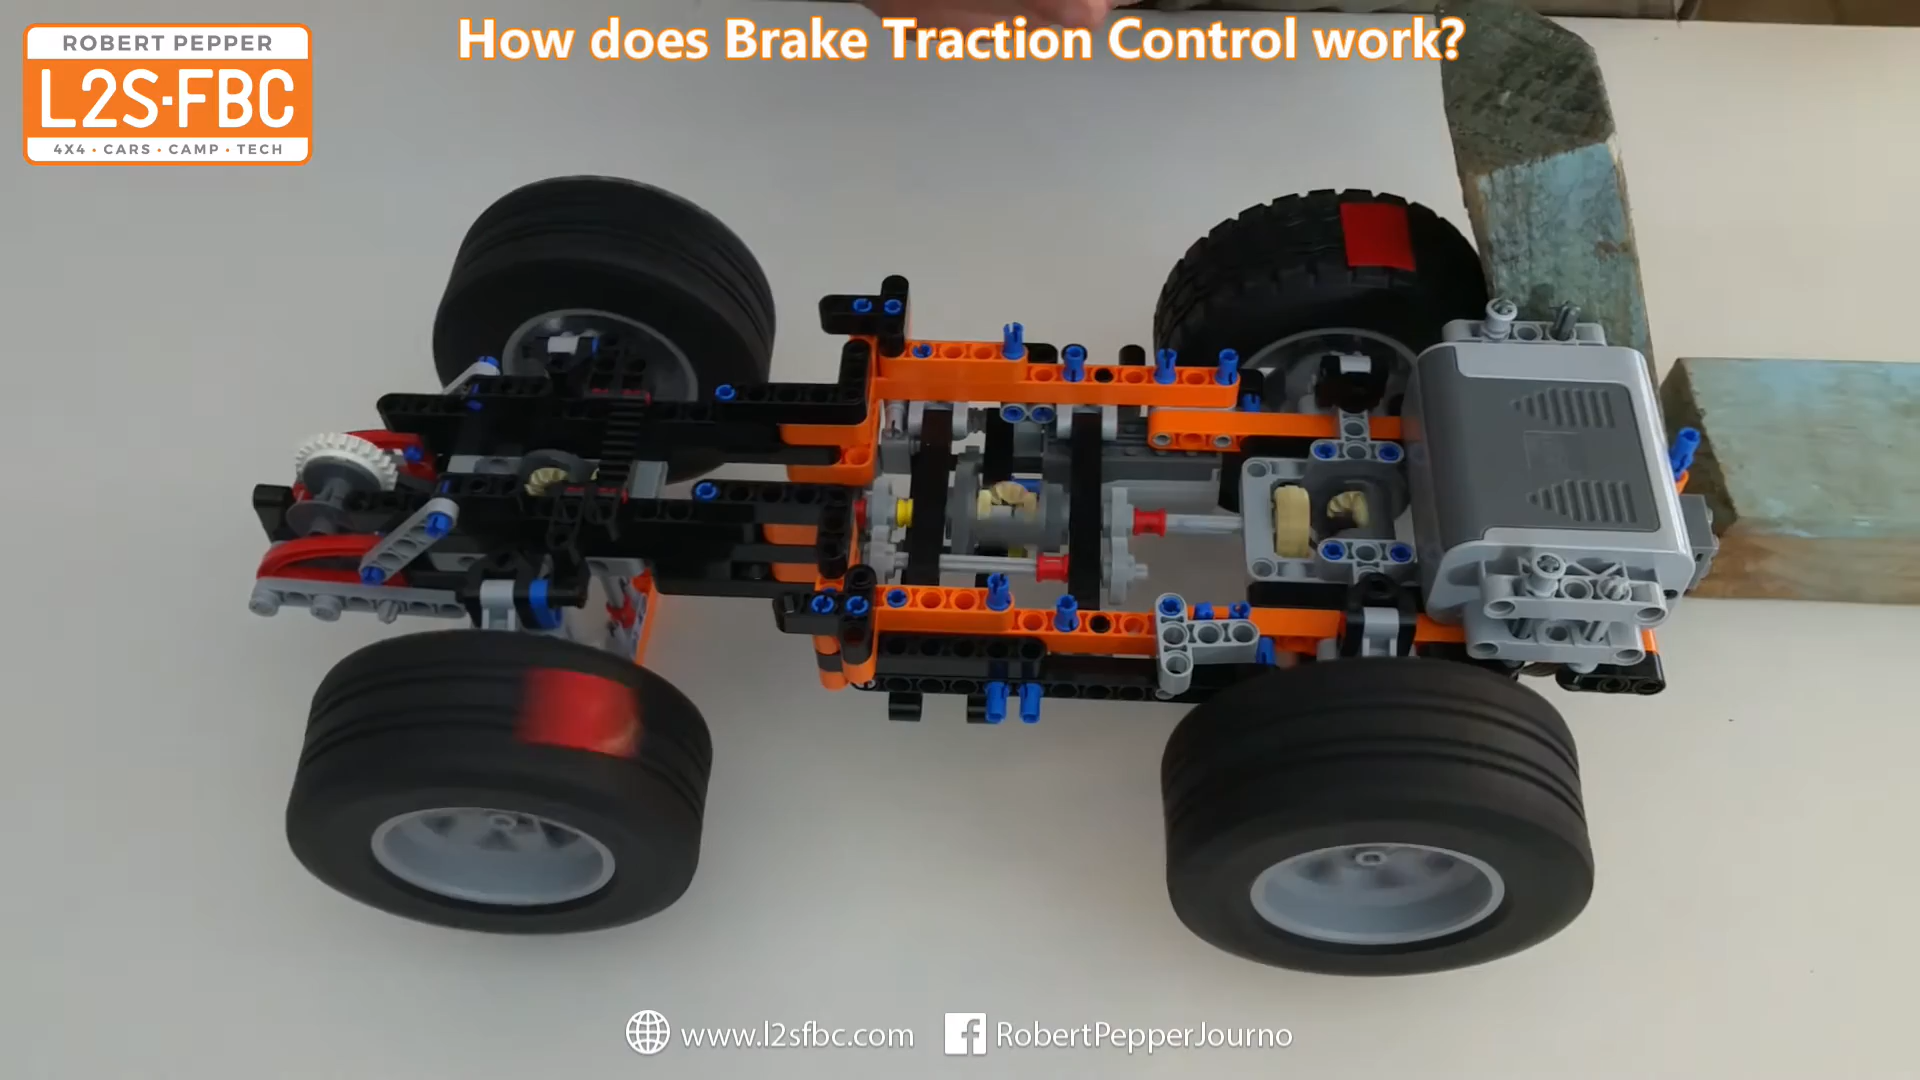 How does Brake Traction Control work?
ROBERT PEPPER
L2S·FBC
4X4 · CARS · CAMP · TECH
www.l2sfbc.com RobertPepperJourno